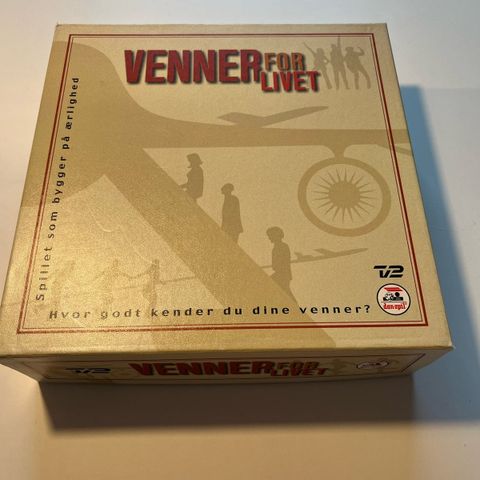 VENNER FOR LIVET
Spillet som bygger på ærlighed
Hvor godt kender du dine venner?
TV2
danspil
TV2
VENNER FOR LIVET